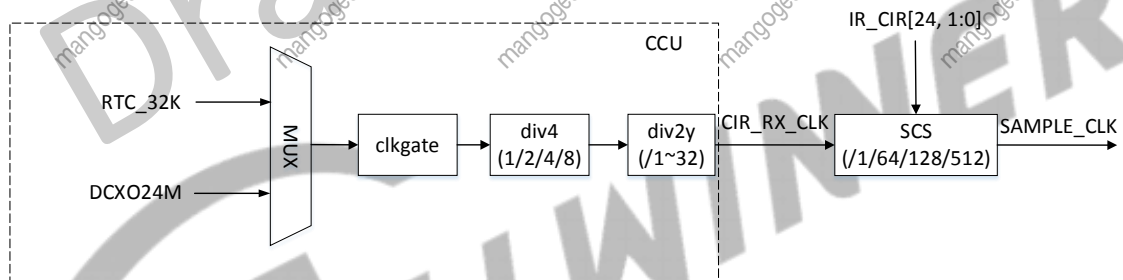 IR_CIR[24, 1:0]
CCU
RTC_32K
MUX
clkgate
div4
(1/2/4/8)
div2y
(/1~32)
CIR_RX_CLK
SCS
(/1/64/128/512)
SAMPLE_CLK
DCXO24M